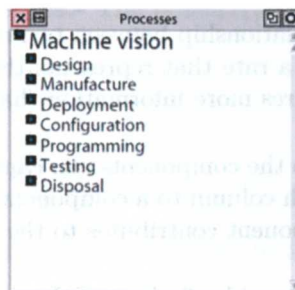 Processes
Machine vision
Design
Manufacture
Deployment
Configuration
Programming
Testing
Disposal